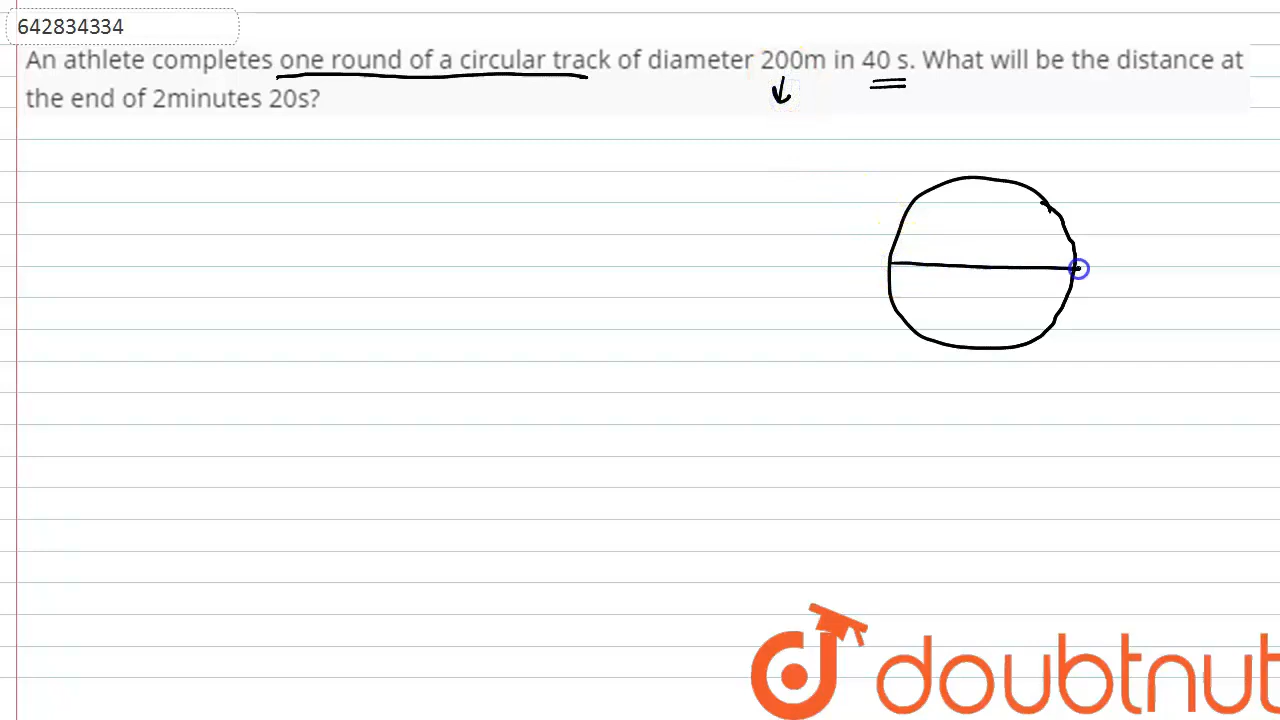 642834334
An athlete completes one round of a circular track of diameter 200m in 40 s. What will be the distance at
the end of 2minutes 20s?
doubtnut